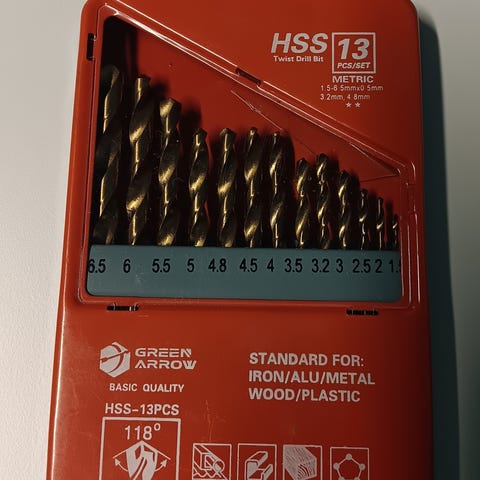 HSS 13
Twist Drill Bit PCS/SET
METRIC
1.5-6.5mmx0.5mm
3.2mm,4.8mm
★★
6.5 6 5.5 5 4.8 4.5 4 3.5 3.2 3 2.5 2 1.5
GREEN
ARROW
BASIC QUALITY
STANDARD FOR:
IRON/ALU/METAL
WOOD/PLASTIC
HSS-13PCS
118°